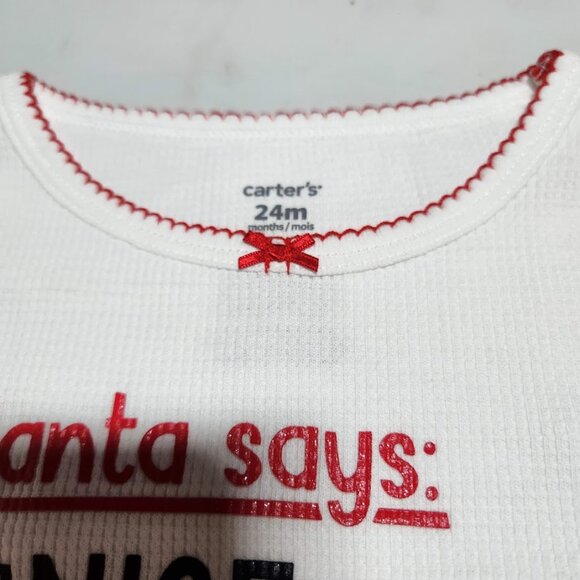 carter's
24m
months/mois
anta says: